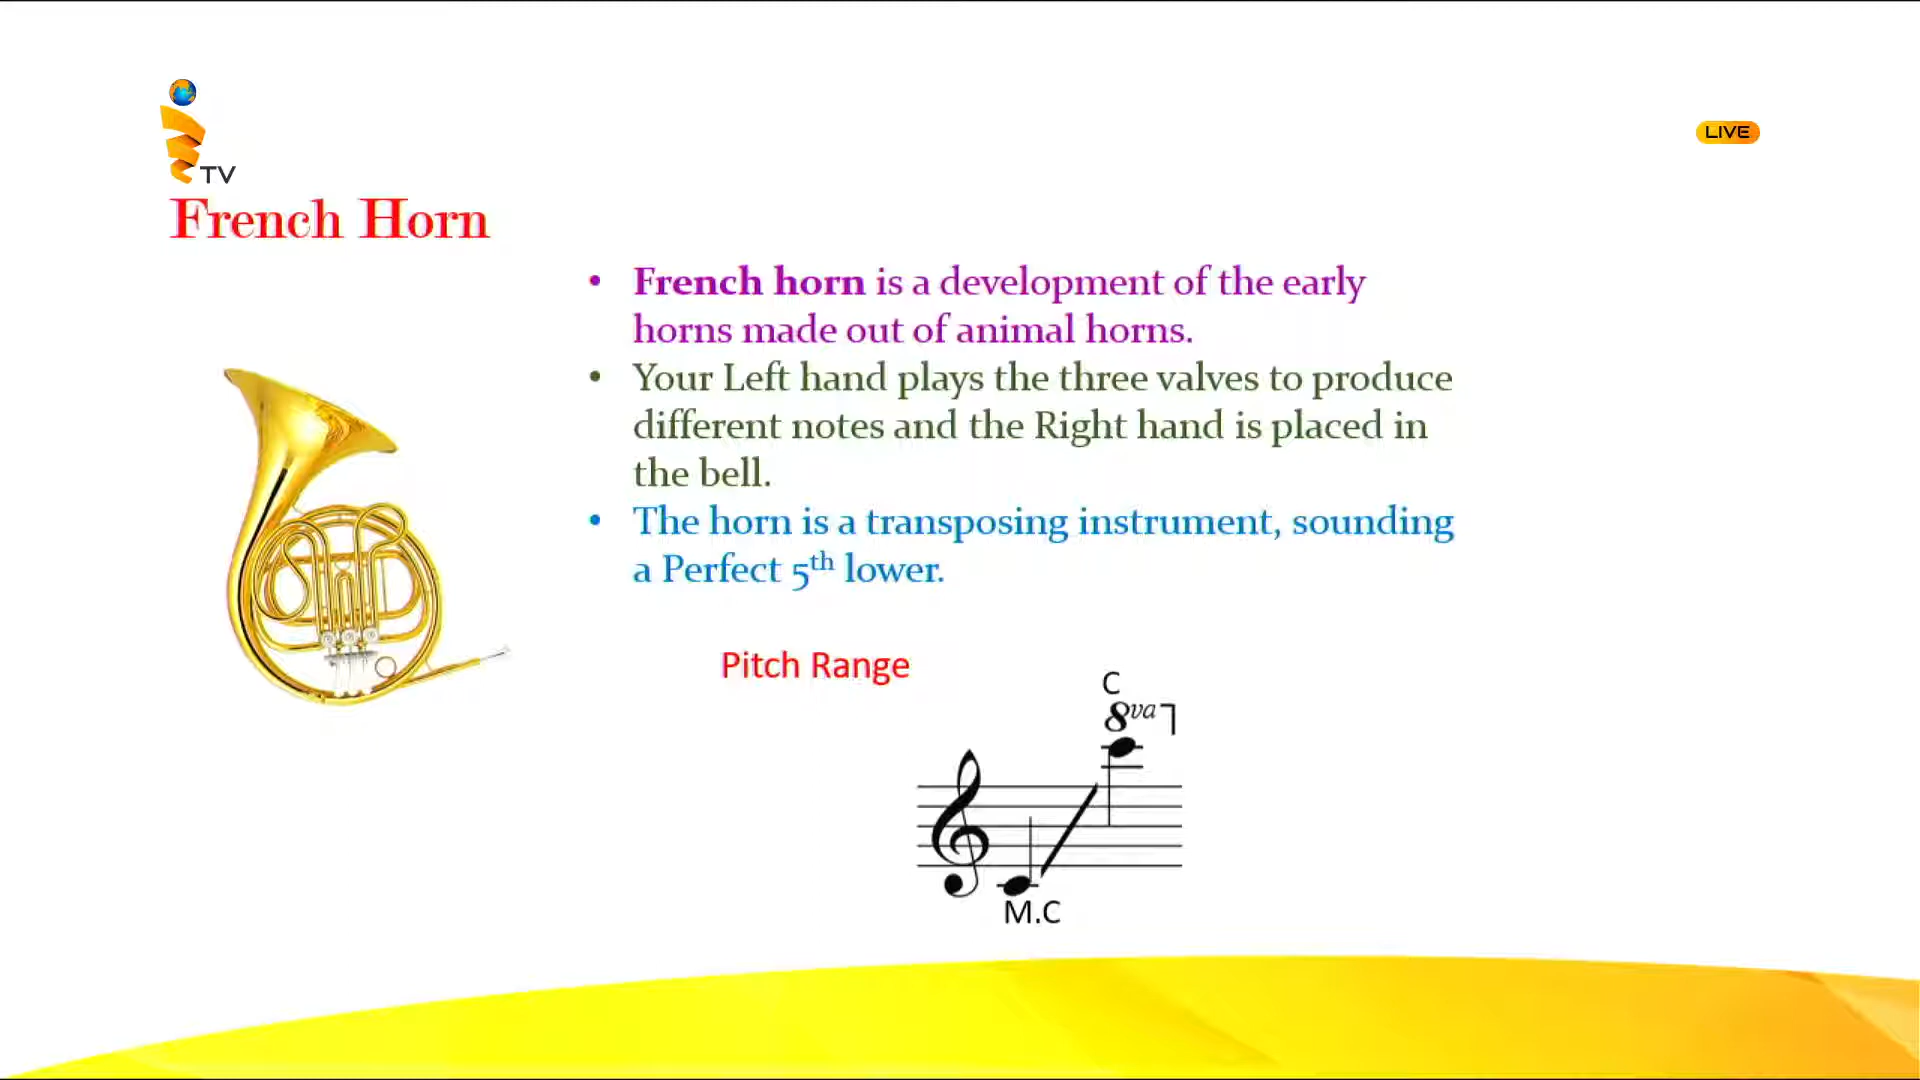 TV
LIVE
French Horn
• French horn is a development of the early
horns made out of animal horns.
• Your Left hand plays the three valves to produce
different notes and the Right hand is placed in
the bell.
• The horn is a transposing instrument, sounding
a Perfect 5th lower.
Pitch Range
C
8va
M.C